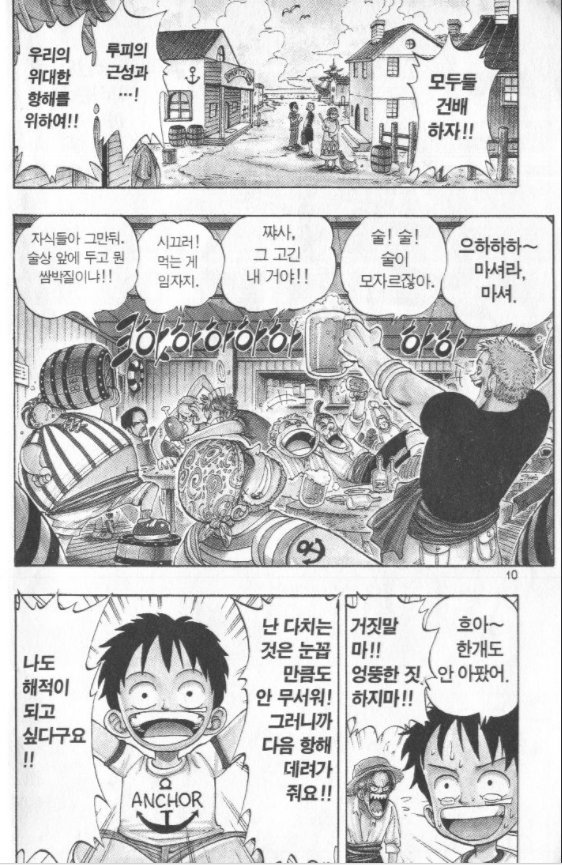 모두들
건배
하자!!
루피의
근성과
…!
우리의
위대한
항해를
위하여!!
으하하하~
마셔라,
마셔.
술! 술!
술이
모자르잖아.
쨔사,
그 고긴
내 거야!!
시끄러!
먹는 게
임자지.
자식들아 그만둬.
술상 앞에 두고 뭔
쌈박질이냐!!
크하하하하하
하하
10
흐아~
한개도
안 아팠어.
거짓말
마!!
엉뚱한 짓
하지마!!
난 다치는
것은 눈꼽
만큼도
안 무서워!
그러니까
다음 항해
데려가
줘요!!
나도
해적이
되고
싶다구요
!!
ANCHOR